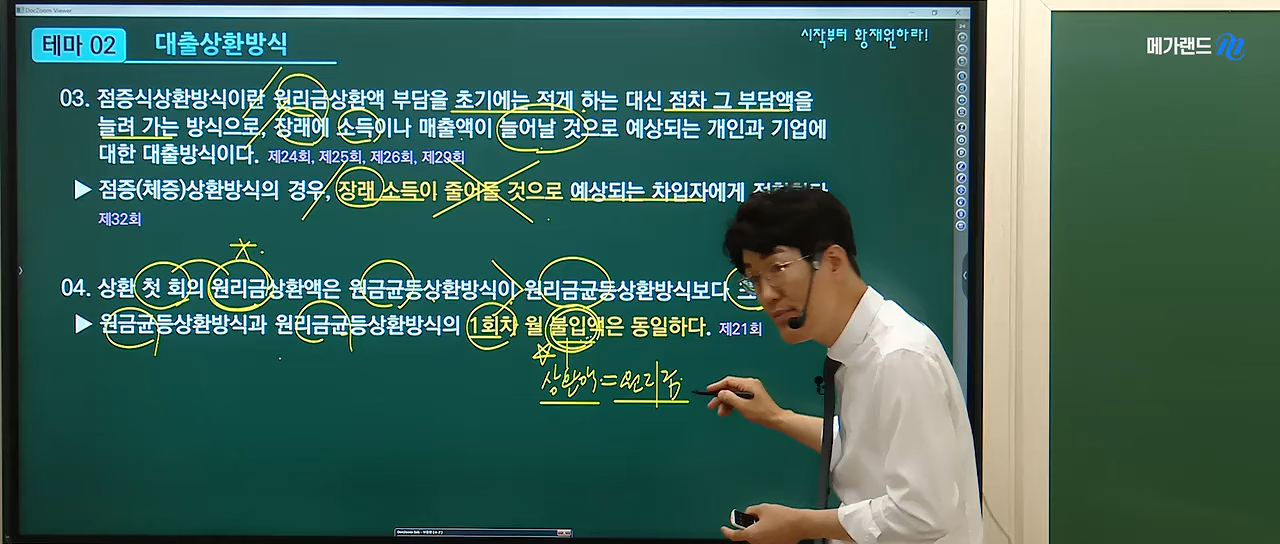 DocZoom Viewer
테마 02 대출상환방식
시작부터 황재원하라!
메가랜드
03. 점증식상환방식이란 원리금상환액 부담을 초기에는 적게 하는 대신 점차 그 부담액을
늘려 가는 방식으로, 장래에 소득이나 매출액이 늘어날 것으로 예상되는 개인과 기업에
대한 대출방식이다. 제24회, 제25회, 제26회, 제29회
▶ 점증(체증)상환방식의 경우, 장래 소득이 줄어들 것으로 예상되는 차입자에게
제32회
04. 상환 첫 회의 원리금상환액은 원금균등상환방식이 원리금균등상환방식보다
▶ 원금균등상환방식과 원리금균등상환방식의 1회차 월 불입액은 동일하다. 제21회
상환액 = 원리금